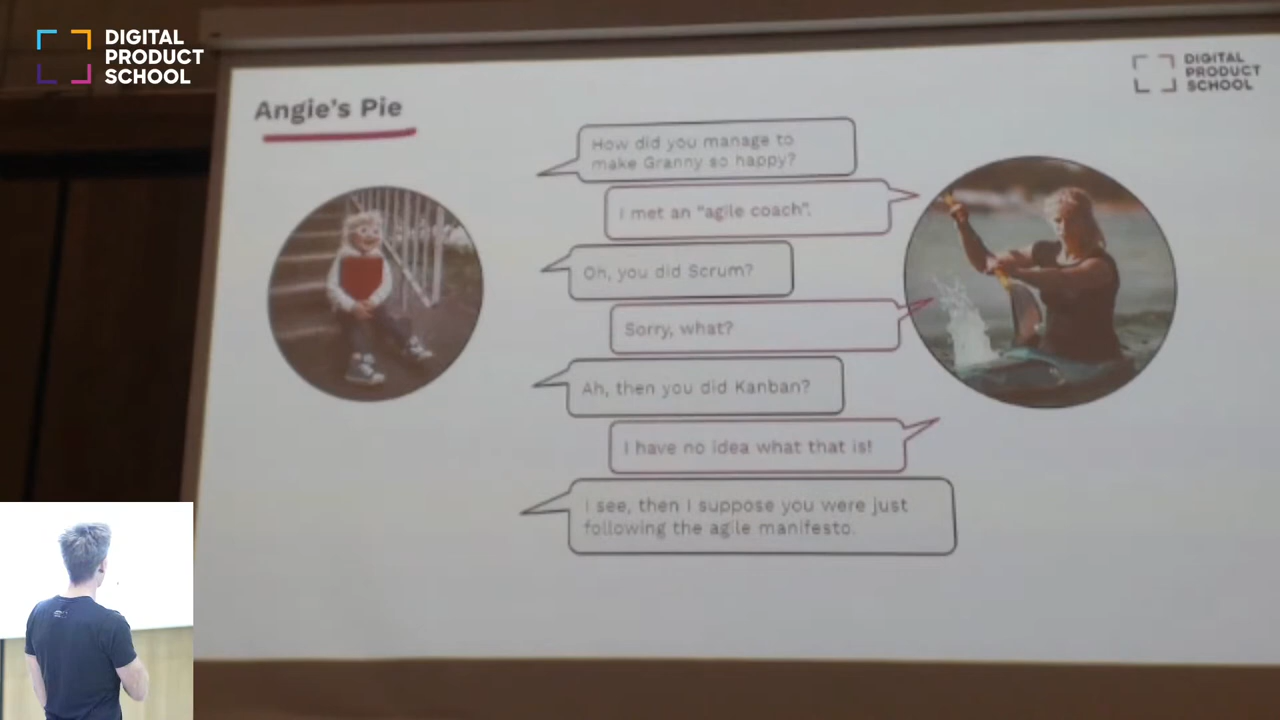 DIGITAL
PRODUCT
SCHOOL
DIGITAL
PRODUCT
SCHOOL
Angie's Pie
How did you manage to
make Granny so happy?
I met an "agile coach".
Oh, you did Scrum?
Sorry, what?
Ah, then you did Kanban?
I have no idea what that is!
I see, then I suppose you were just
following the agile manifesto.